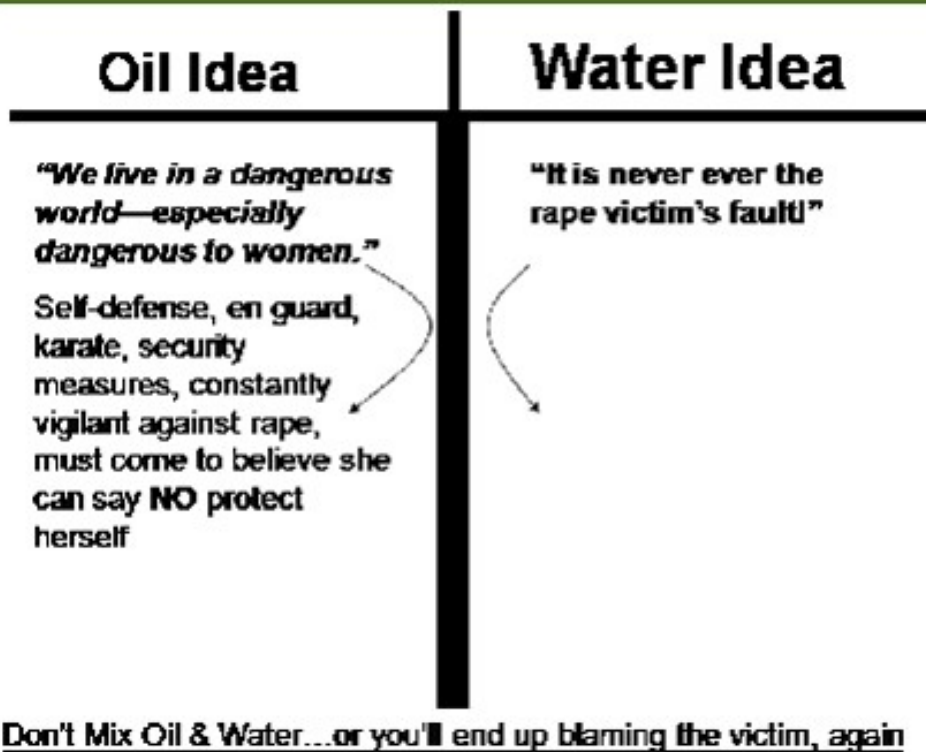 Oil Idea
Water Idea
“We live in a dangerous
world—especially
dangerous to women.”
Self-defense, en guard,
karate, security
measures, constantly
vigilant against rape,
must come to believe she
can say NO protect
herself
“It is never ever the
rape victim’s fault!”
Don't Mix Oil & Water...or you'll end up blaming the victim, again